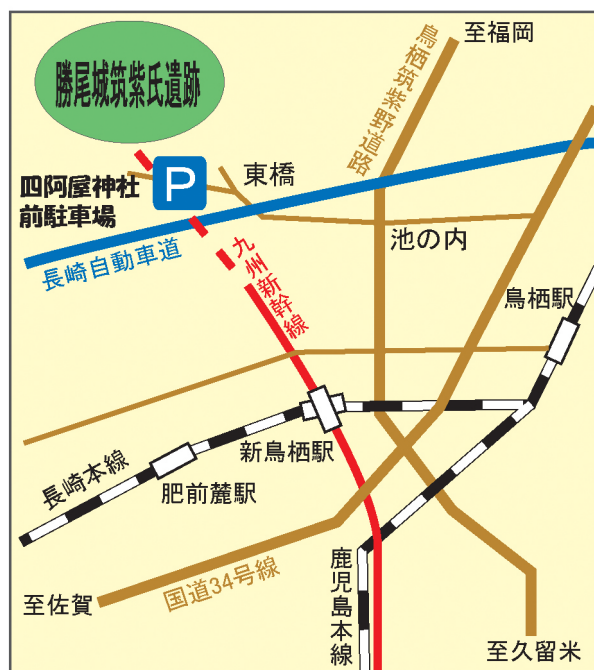 至福岡
勝尾城筑紫氏遺跡
鳥栖筑紫野道路
P
東橋
四阿屋神社
前駐車場
池の内
長崎自動車道
九州新幹線
鳥栖駅
新鳥栖駅
長崎本線
肥前麓駅
国道34号線
鹿児島本線
至佐賀
至久留米